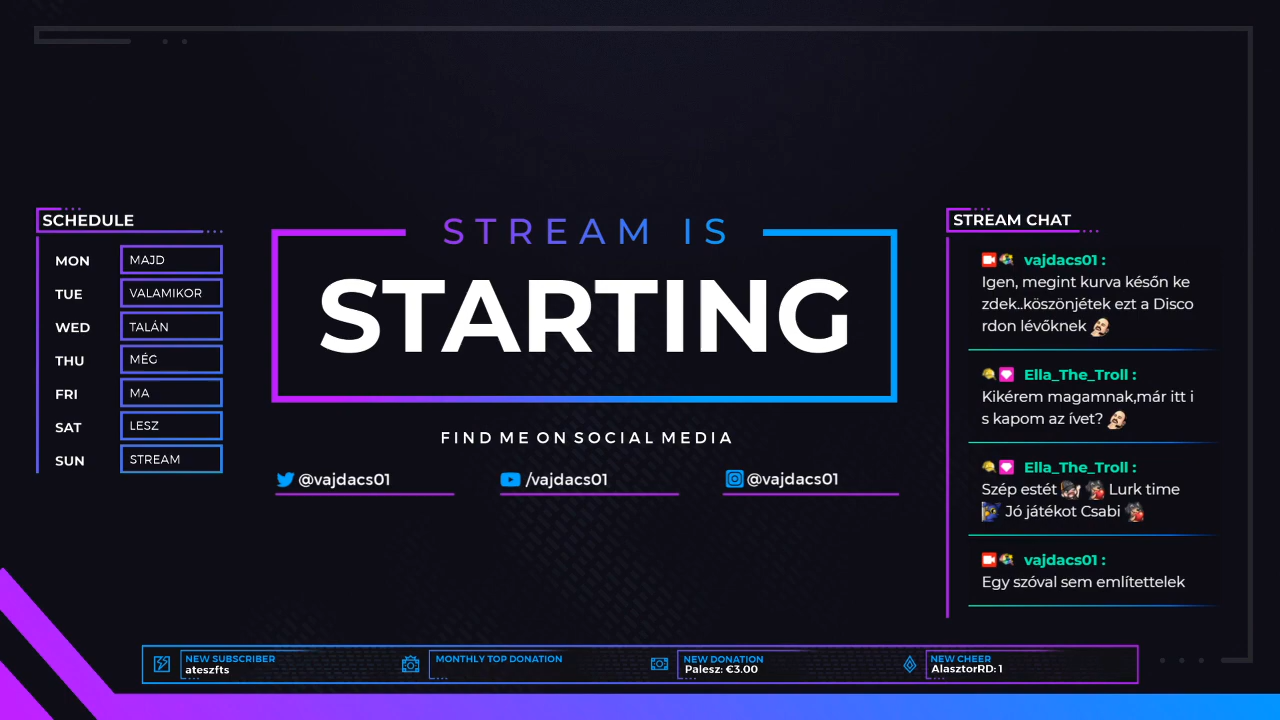 SCHEDULE
MON MAJD
TUE VALAMIKOR
WED TALÁN
THU MÉG
FRI MA
SAT LESZ
SUN STREAM
STREAM IS
STARTING
FIND ME ON SOCIAL MEDIA
@vajdacs01
/vajdacs01
@vajdacs01
STREAM CHAT
vajdacs01 :
Igen, megint kurva későn ke
zdek..köszönjétek ezt a Disco
rdon lévőknek
Ella_The_Troll :
Kikérem magamnak,már itt i
s kapom az ívet?
Ella_The_Troll :
Szép estét Lurk time
Jó játékot Csabi
vajdacs01 :
Egy szóval sem említettelek
NEW SUBSCRIBER
ateszfts
MONTHLY TOP DONATION
NEW DONATION
Palesz: €3.00
NEW CHEER
AlasztorRD: 1